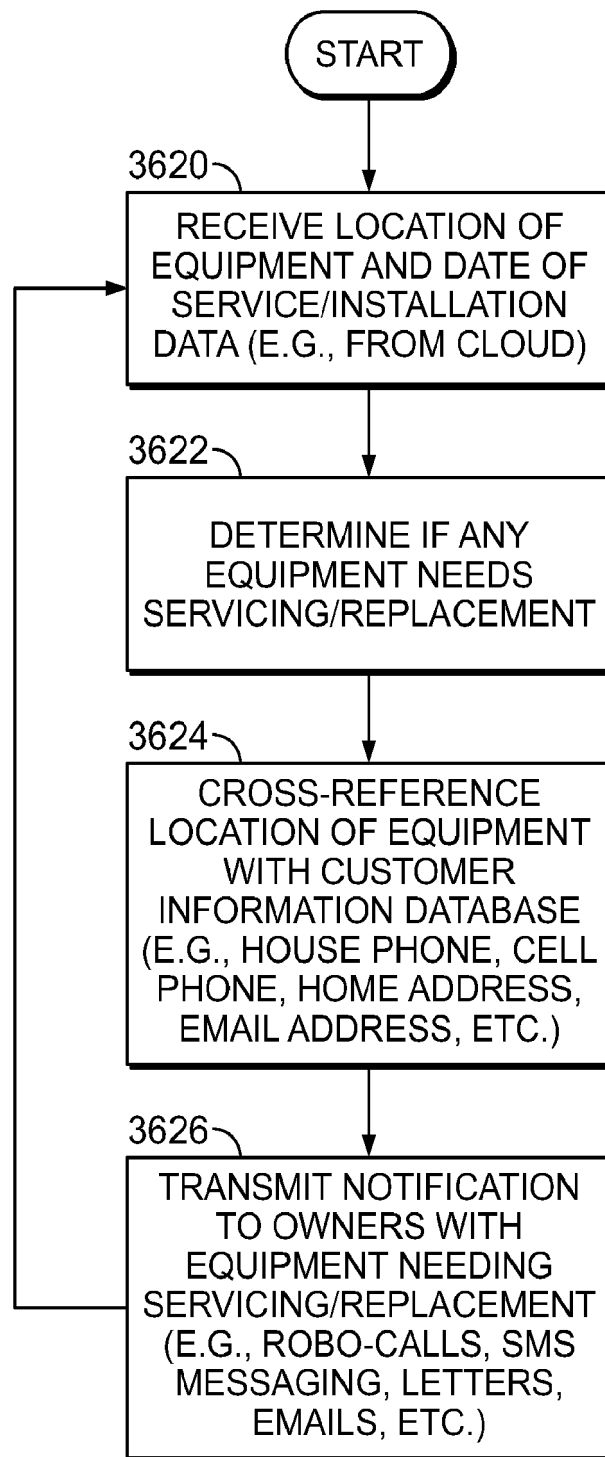 START
3620
RECEIVE LOCATION OF
EQUIPMENT AND DATE OF
SERVICE/INSTALLATION
DATA (E.G., FROM CLOUD)
3622
DETERMINE IF ANY
EQUIPMENT NEEDS
SERVICING/REPLACEMENT
3624
CROSS-REFERENCE
LOCATION OF EQUIPMENT
WITH CUSTOMER
INFORMATION DATABASE
(E.G., HOUSE PHONE, CELL
PHONE, HOME ADDRESS,
EMAIL ADDRESS, ETC.)
3626
TRANSMIT NOTIFICATION
TO OWNERS WITH
EQUIPMENT NEEDING
SERVICING/REPLACEMENT
(E.G., ROBO-CALLS, SMS
MESSAGING, LETTERS,
EMAILS, ETC.)